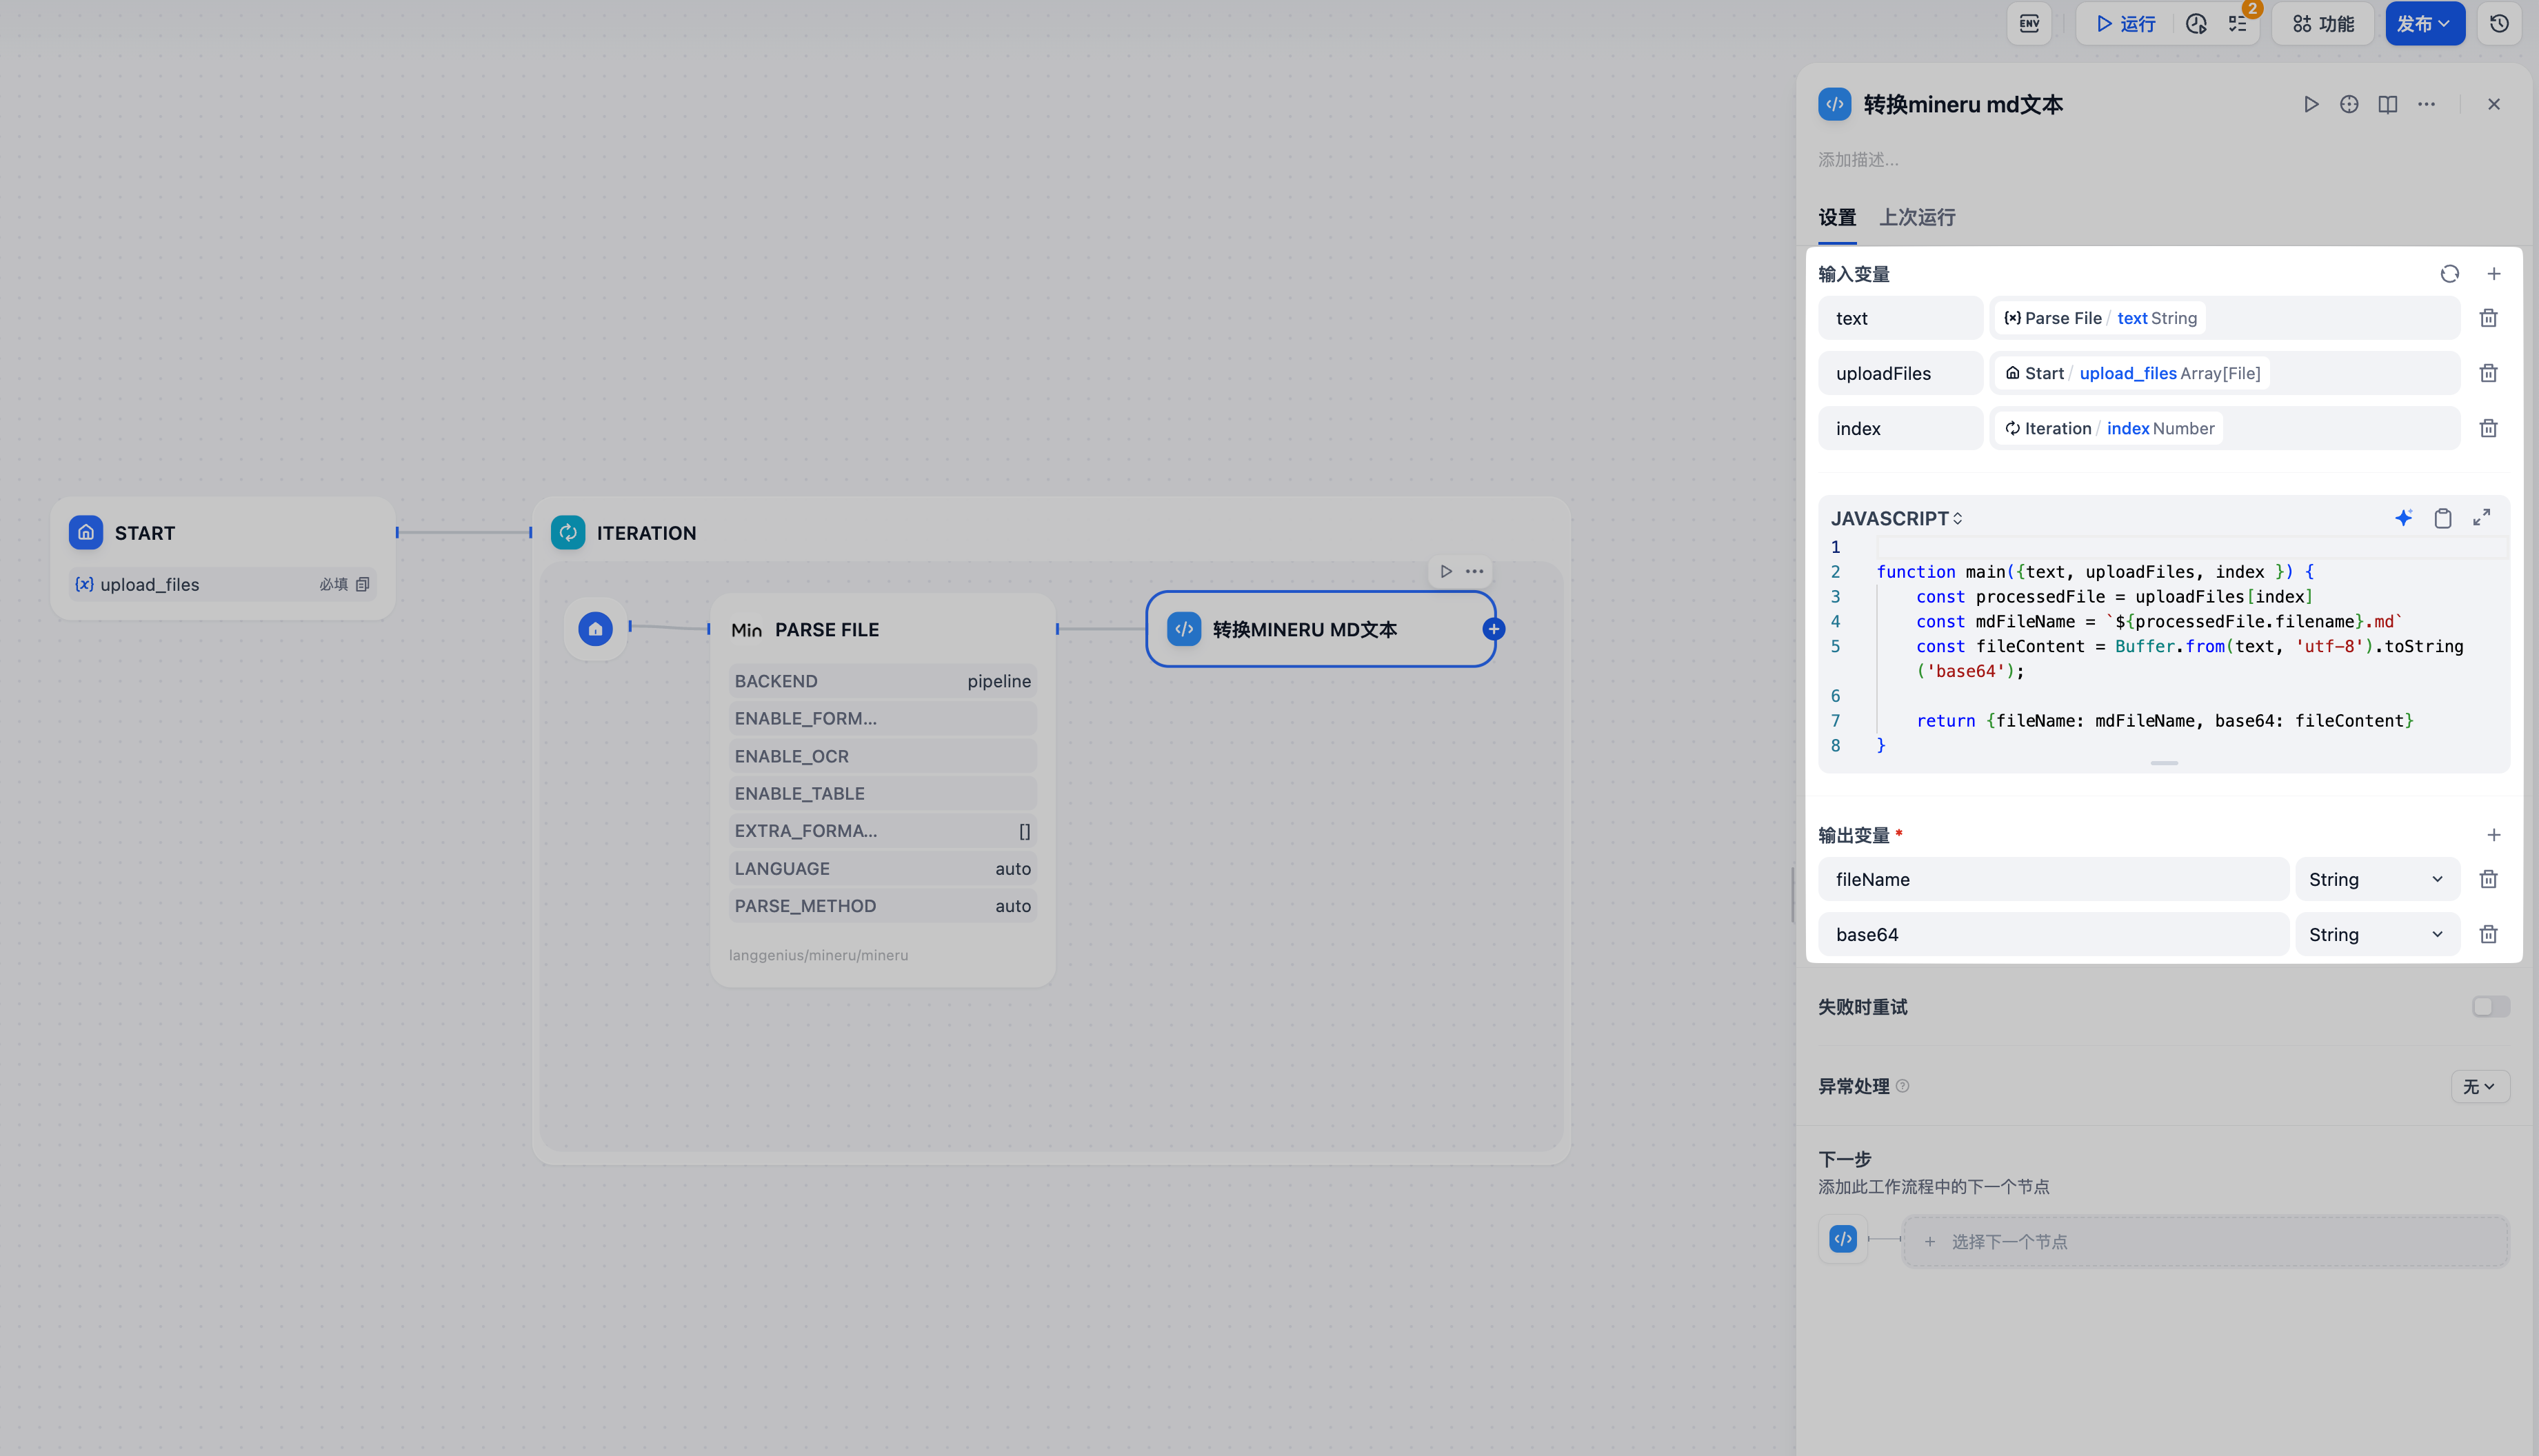 ENV
运行
2
功能
发布
转换mineru md文本
添加描述...
设置
上次运行
输入变量
text
{x} Parse File / text String
uploadFiles
Start / upload_files Array[File]
index
Iteration / index Number
JAVASCRIPT
1
2 function main({text, uploadFiles, index }) {
3 const processedFile = uploadFiles[index]
4 const mdFileName = `${processedFile.filename}.md`
5 const fileContent = Buffer.from(text, 'utf-8').toString
('base64');
6
7 return {fileName: mdFileName, base64: fileContent}
8 }
输出变量 *
fileName
String
base64
String
失败时重试
异常处理
无
下一步
添加此工作流程中的下一个节点
+ 选择下一个节点
START
{x} upload_files
必填
ITERATION
Min PARSE FILE
BACKEND
pipeline
ENABLE_FORM...
ENABLE_OCR
ENABLE_TABLE
EXTRA_FORMA...
[]
LANGUAGE
auto
PARSE_METHOD
auto
langgenius/mineru/mineru
转换MINERU MD文本